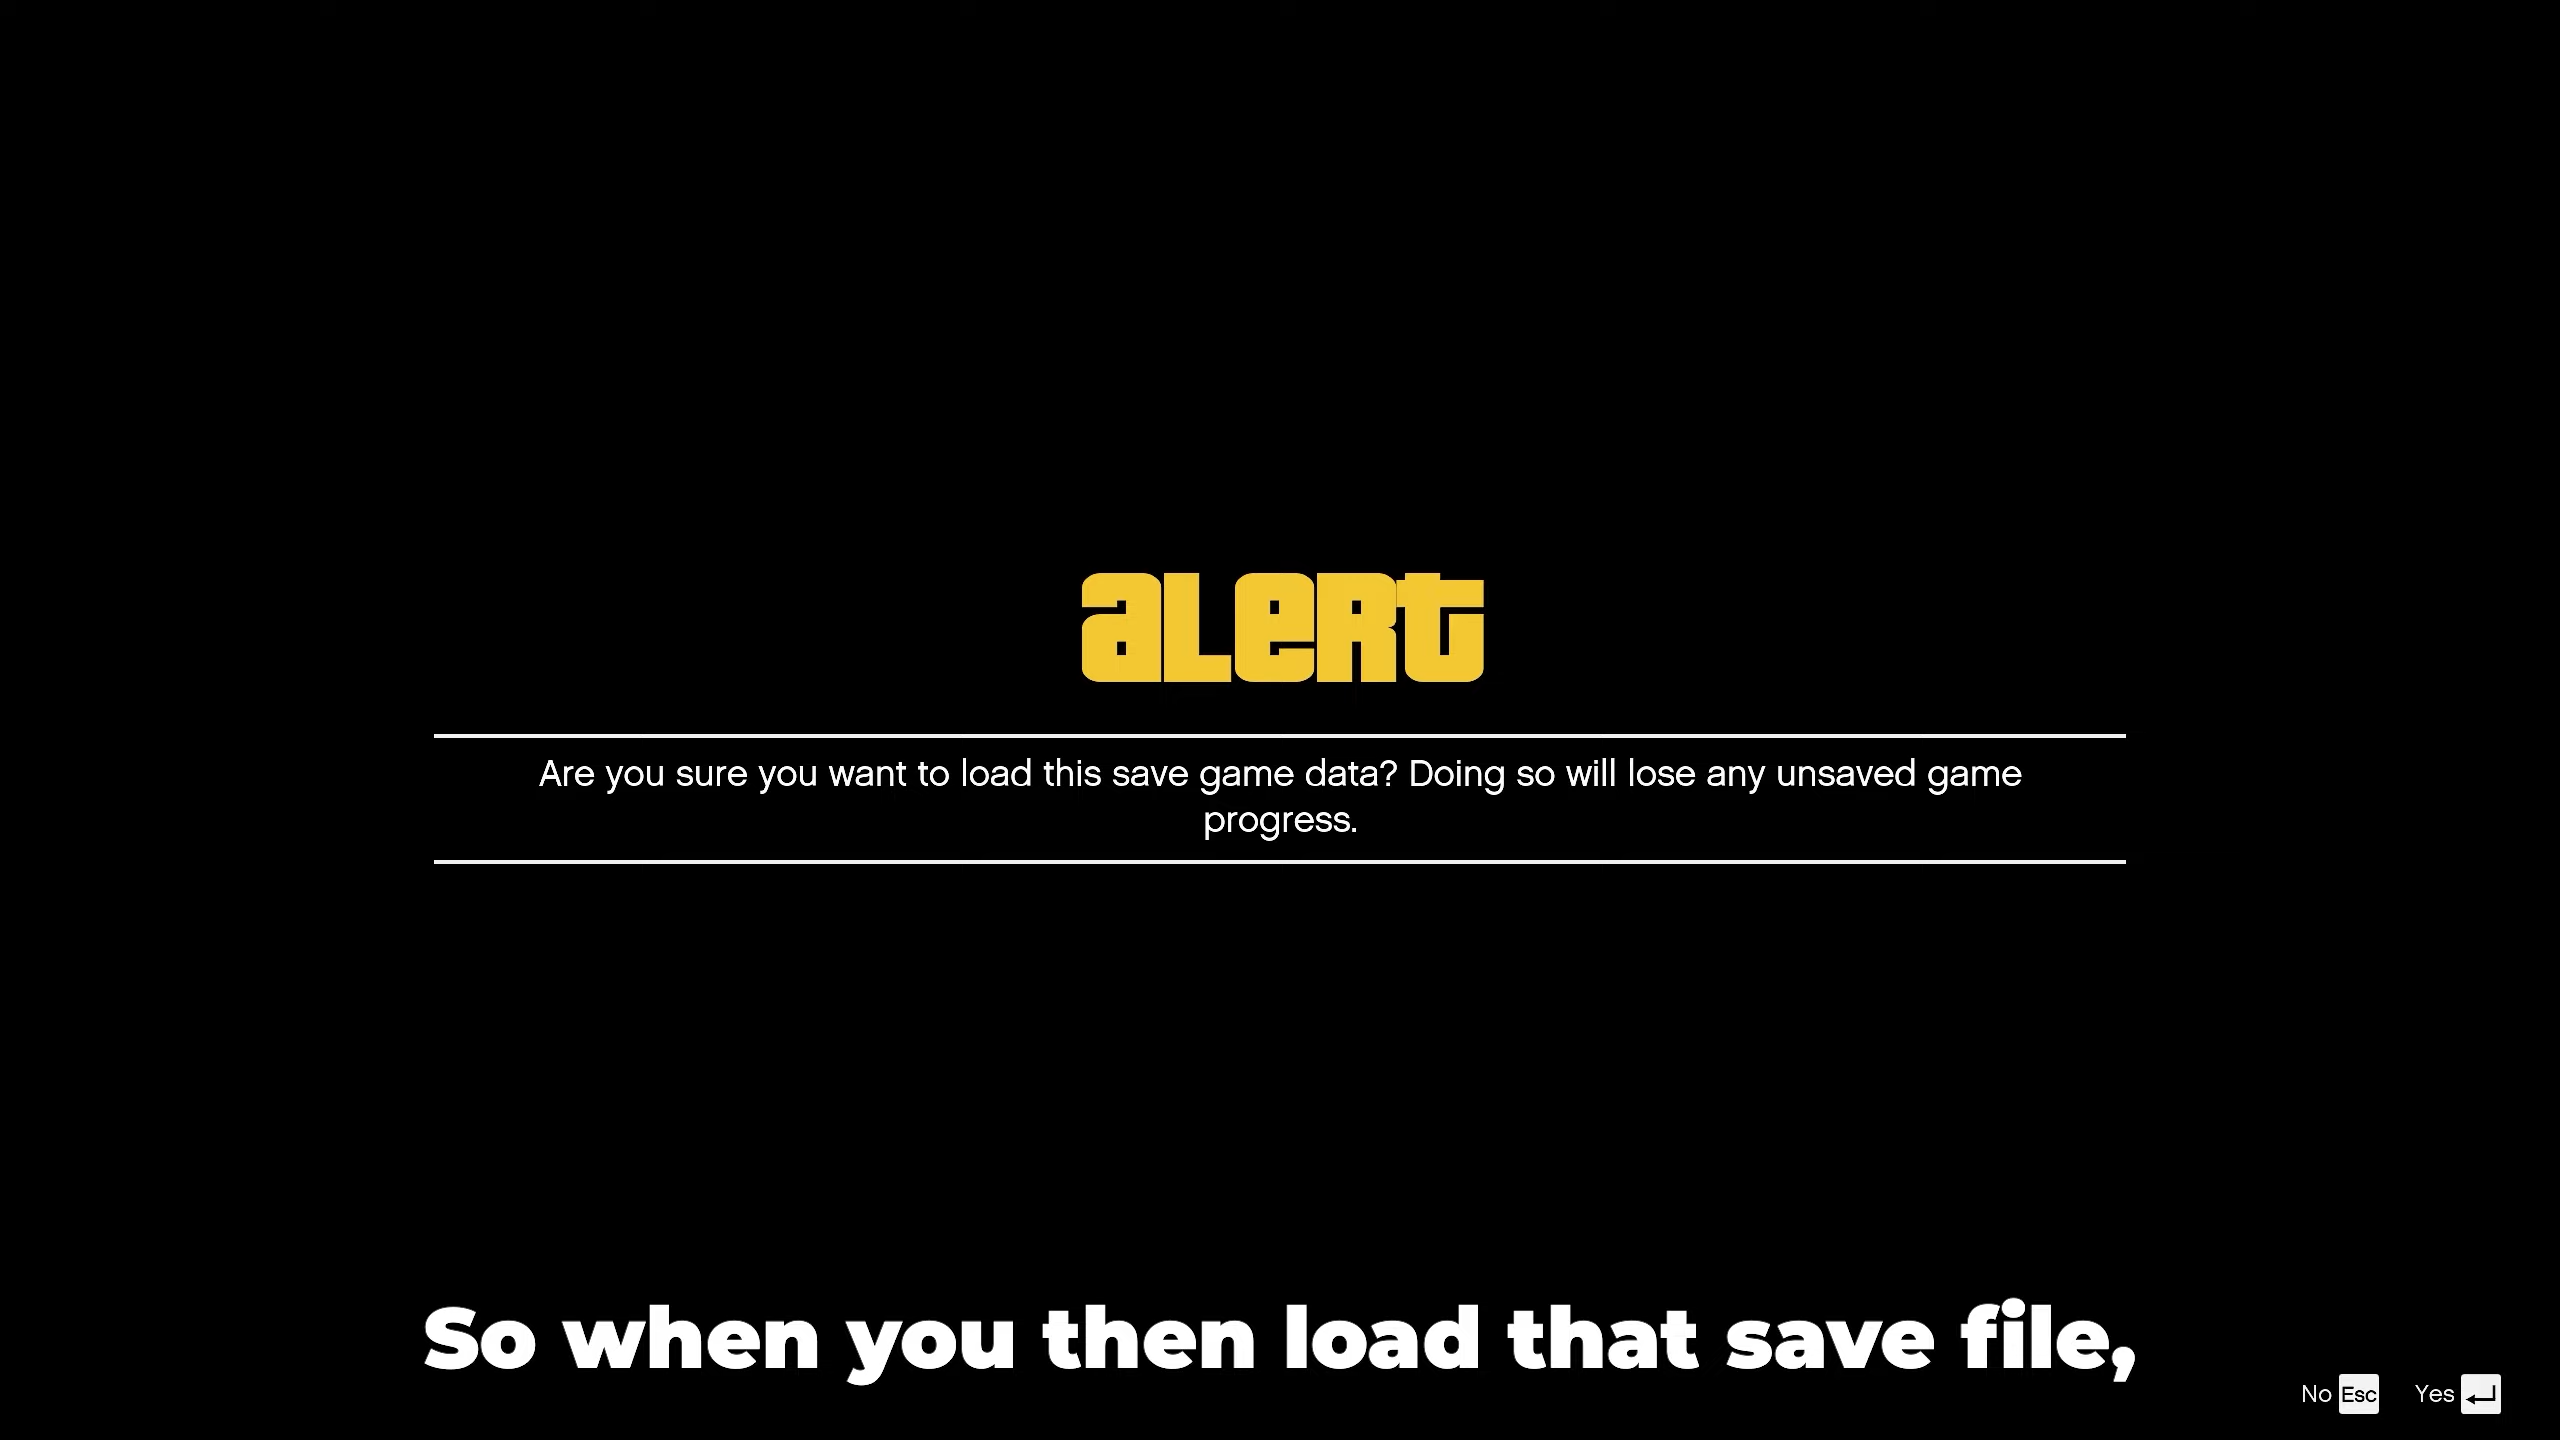 aLeRt
Are you sure you want to load this save game data? Doing so will lose any unsaved game
progress.
So when you then load that save file,
No Esc Yes